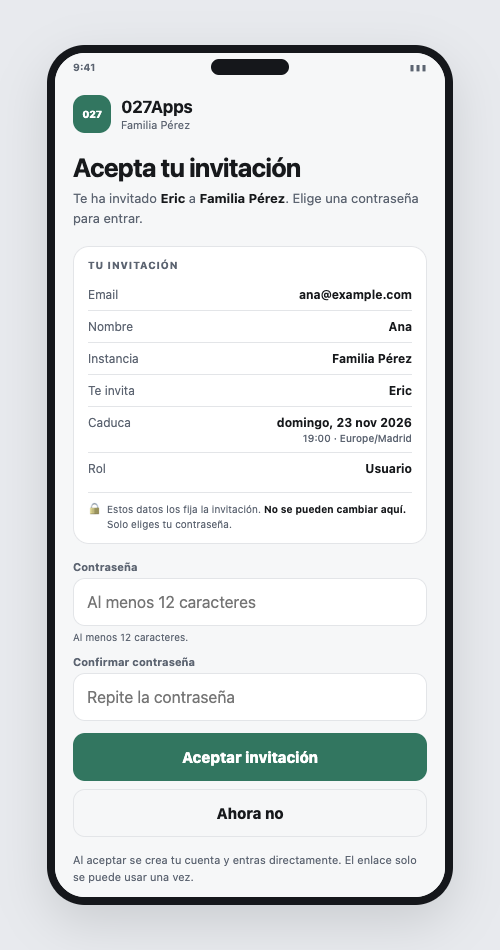 9:41
027
027Apps
Familia Pérez
Acepta tu invitación
Te ha invitado Eric a Familia Pérez. Elige una contraseña
para entrar.
TU INVITACIÓN
Email ana@example.com
Nombre Ana
Instancia Familia Pérez
Te invita Eric
Caduca domingo, 23 nov 2026
19:00 · Europe/Madrid
Rol Usuario
Estos datos los fija la invitación. No se pueden cambiar aquí.
Solo eliges tu contraseña.
Contraseña
Al menos 12 caracteres
Al menos 12 caracteres.
Confirmar contraseña
Repite la contraseña
Aceptar invitación
Ahora no
Al aceptar se crea tu cuenta y entras directamente. El enlace solo
se puede usar una vez.